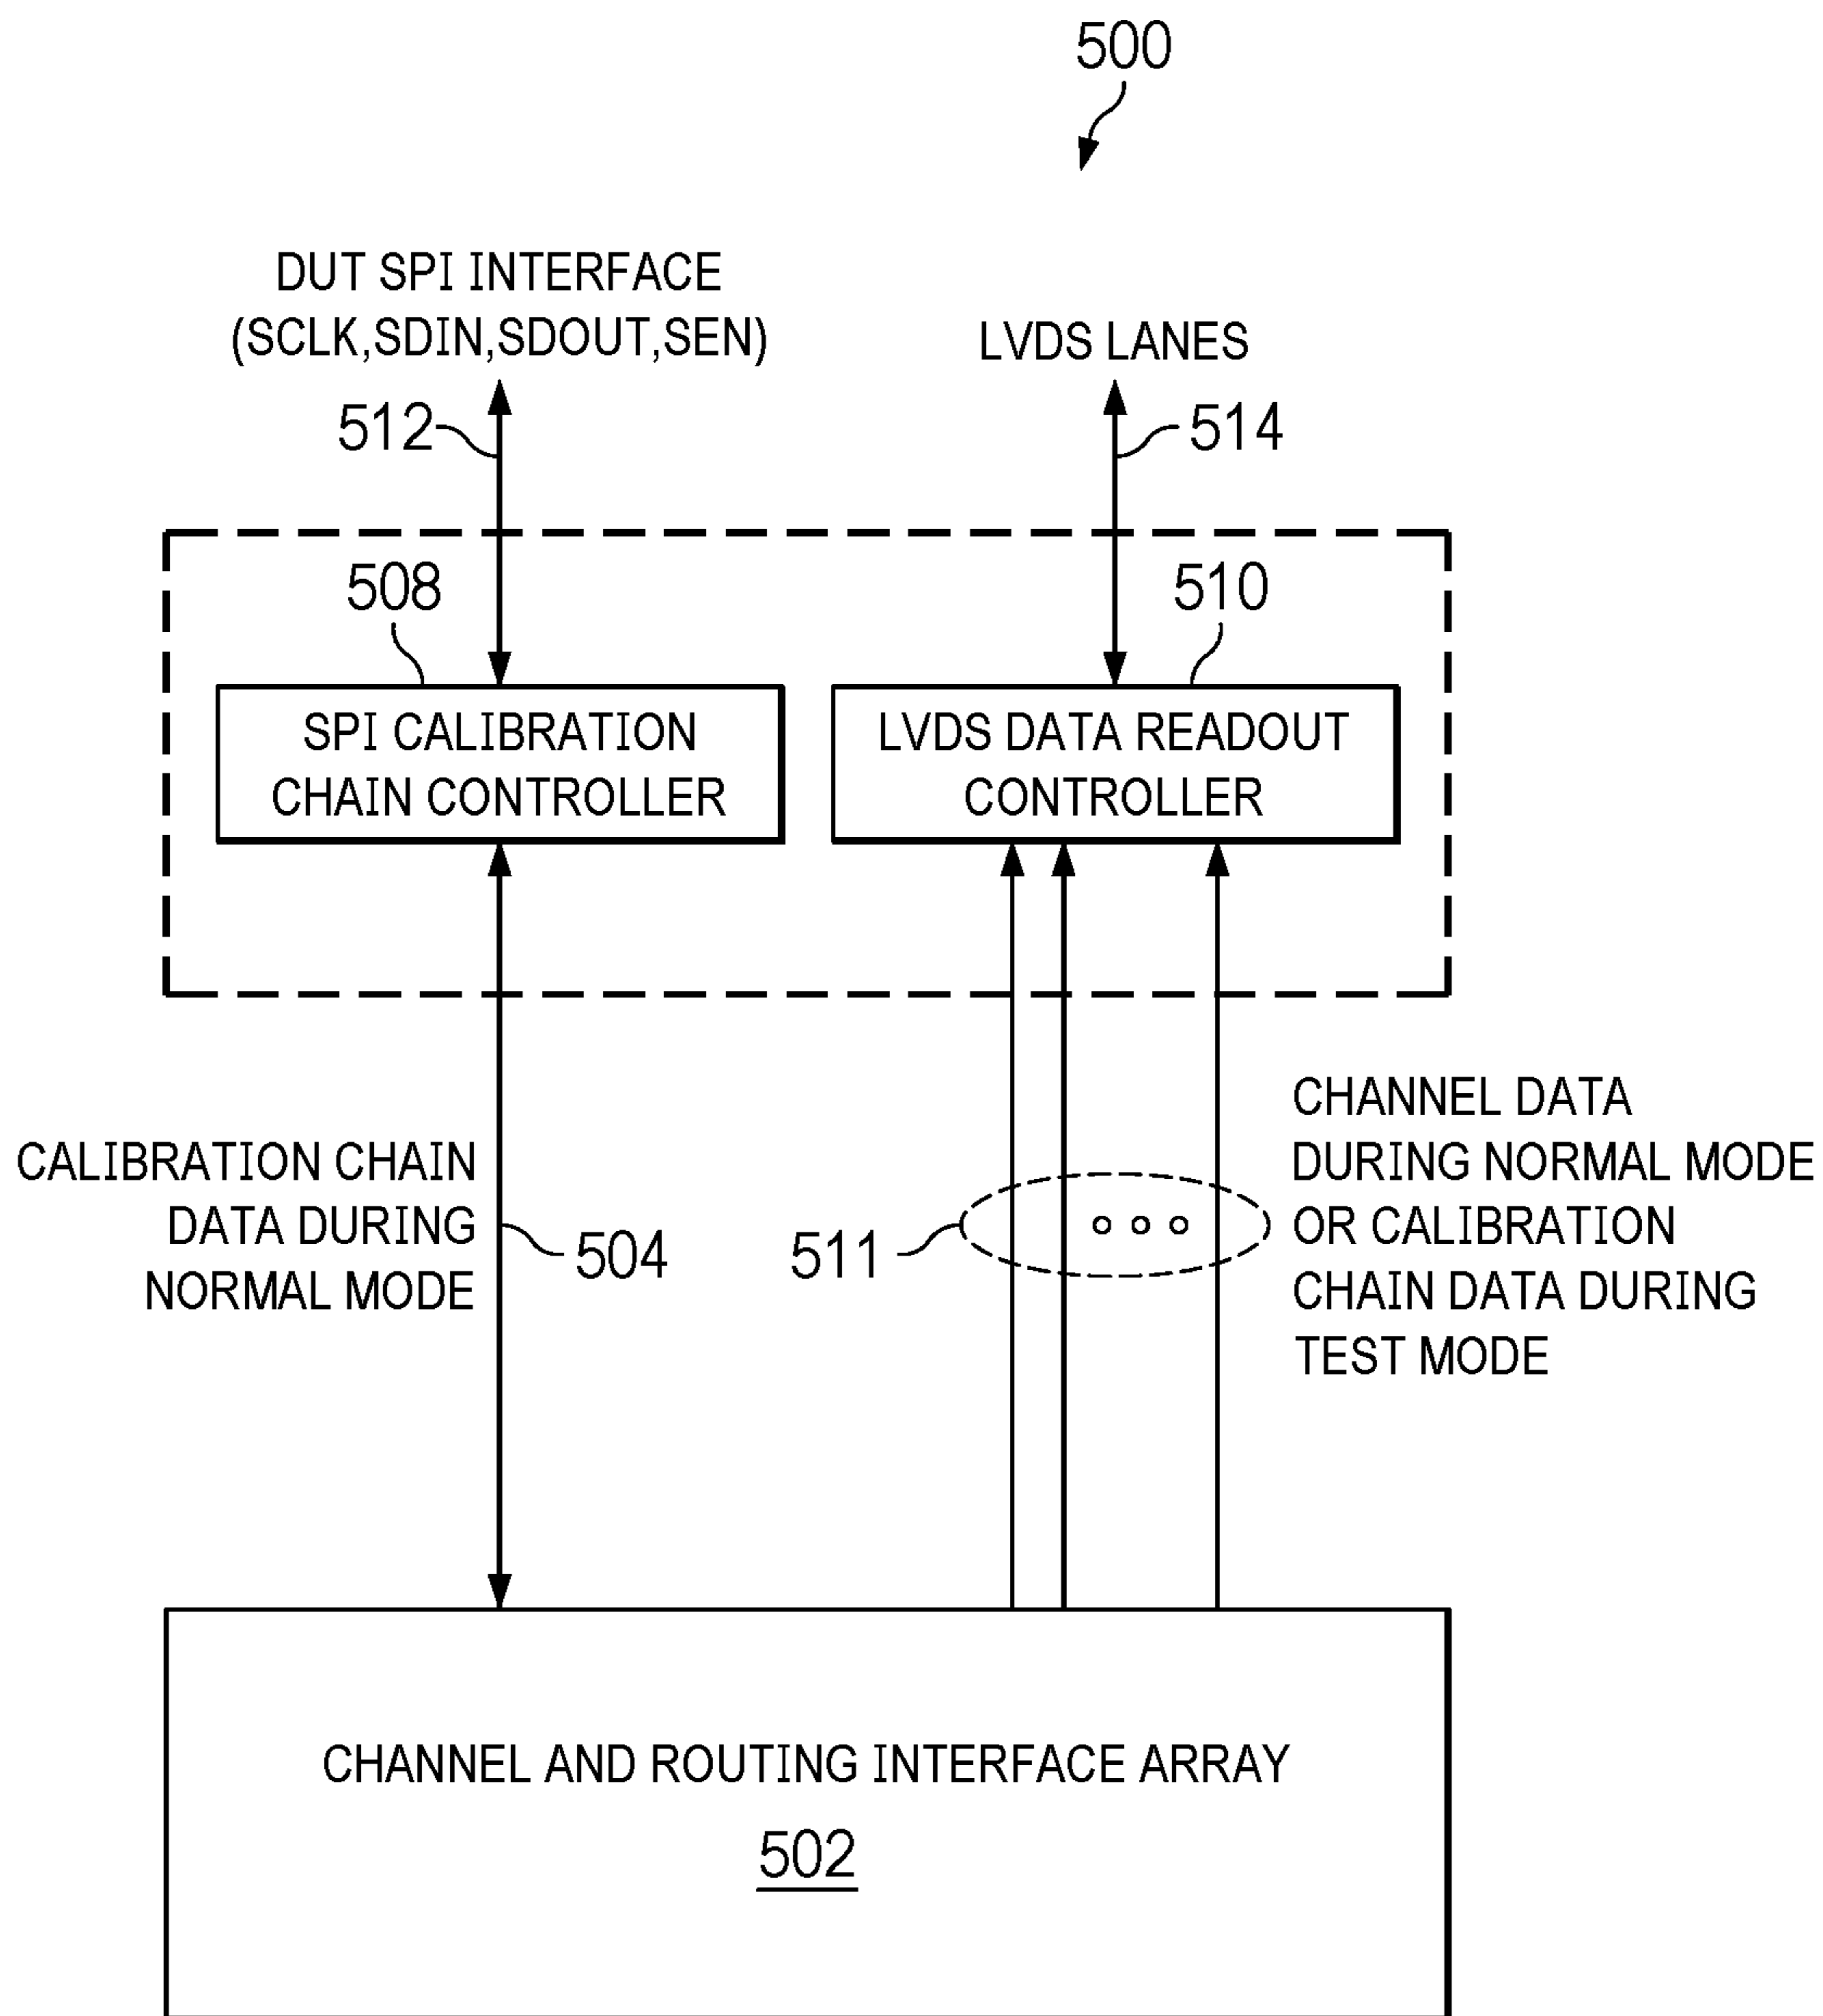 500
DUT SPI INTERFACE
(SCLK,SDIN,SDOUT,SEN)
LVDS LANES
512
514
508
510
SPI CALIBRATION
CHAIN CONTROLLER
LVDS DATA READOUT
CONTROLLER
CALIBRATION CHAIN
DATA DURING
NORMAL MODE
504
511
CHANNEL DATA
DURING NORMAL MODE
OR CALIBRATION
CHAIN DATA DURING
TEST MODE
CHANNEL AND ROUTING INTERFACE ARRAY
502